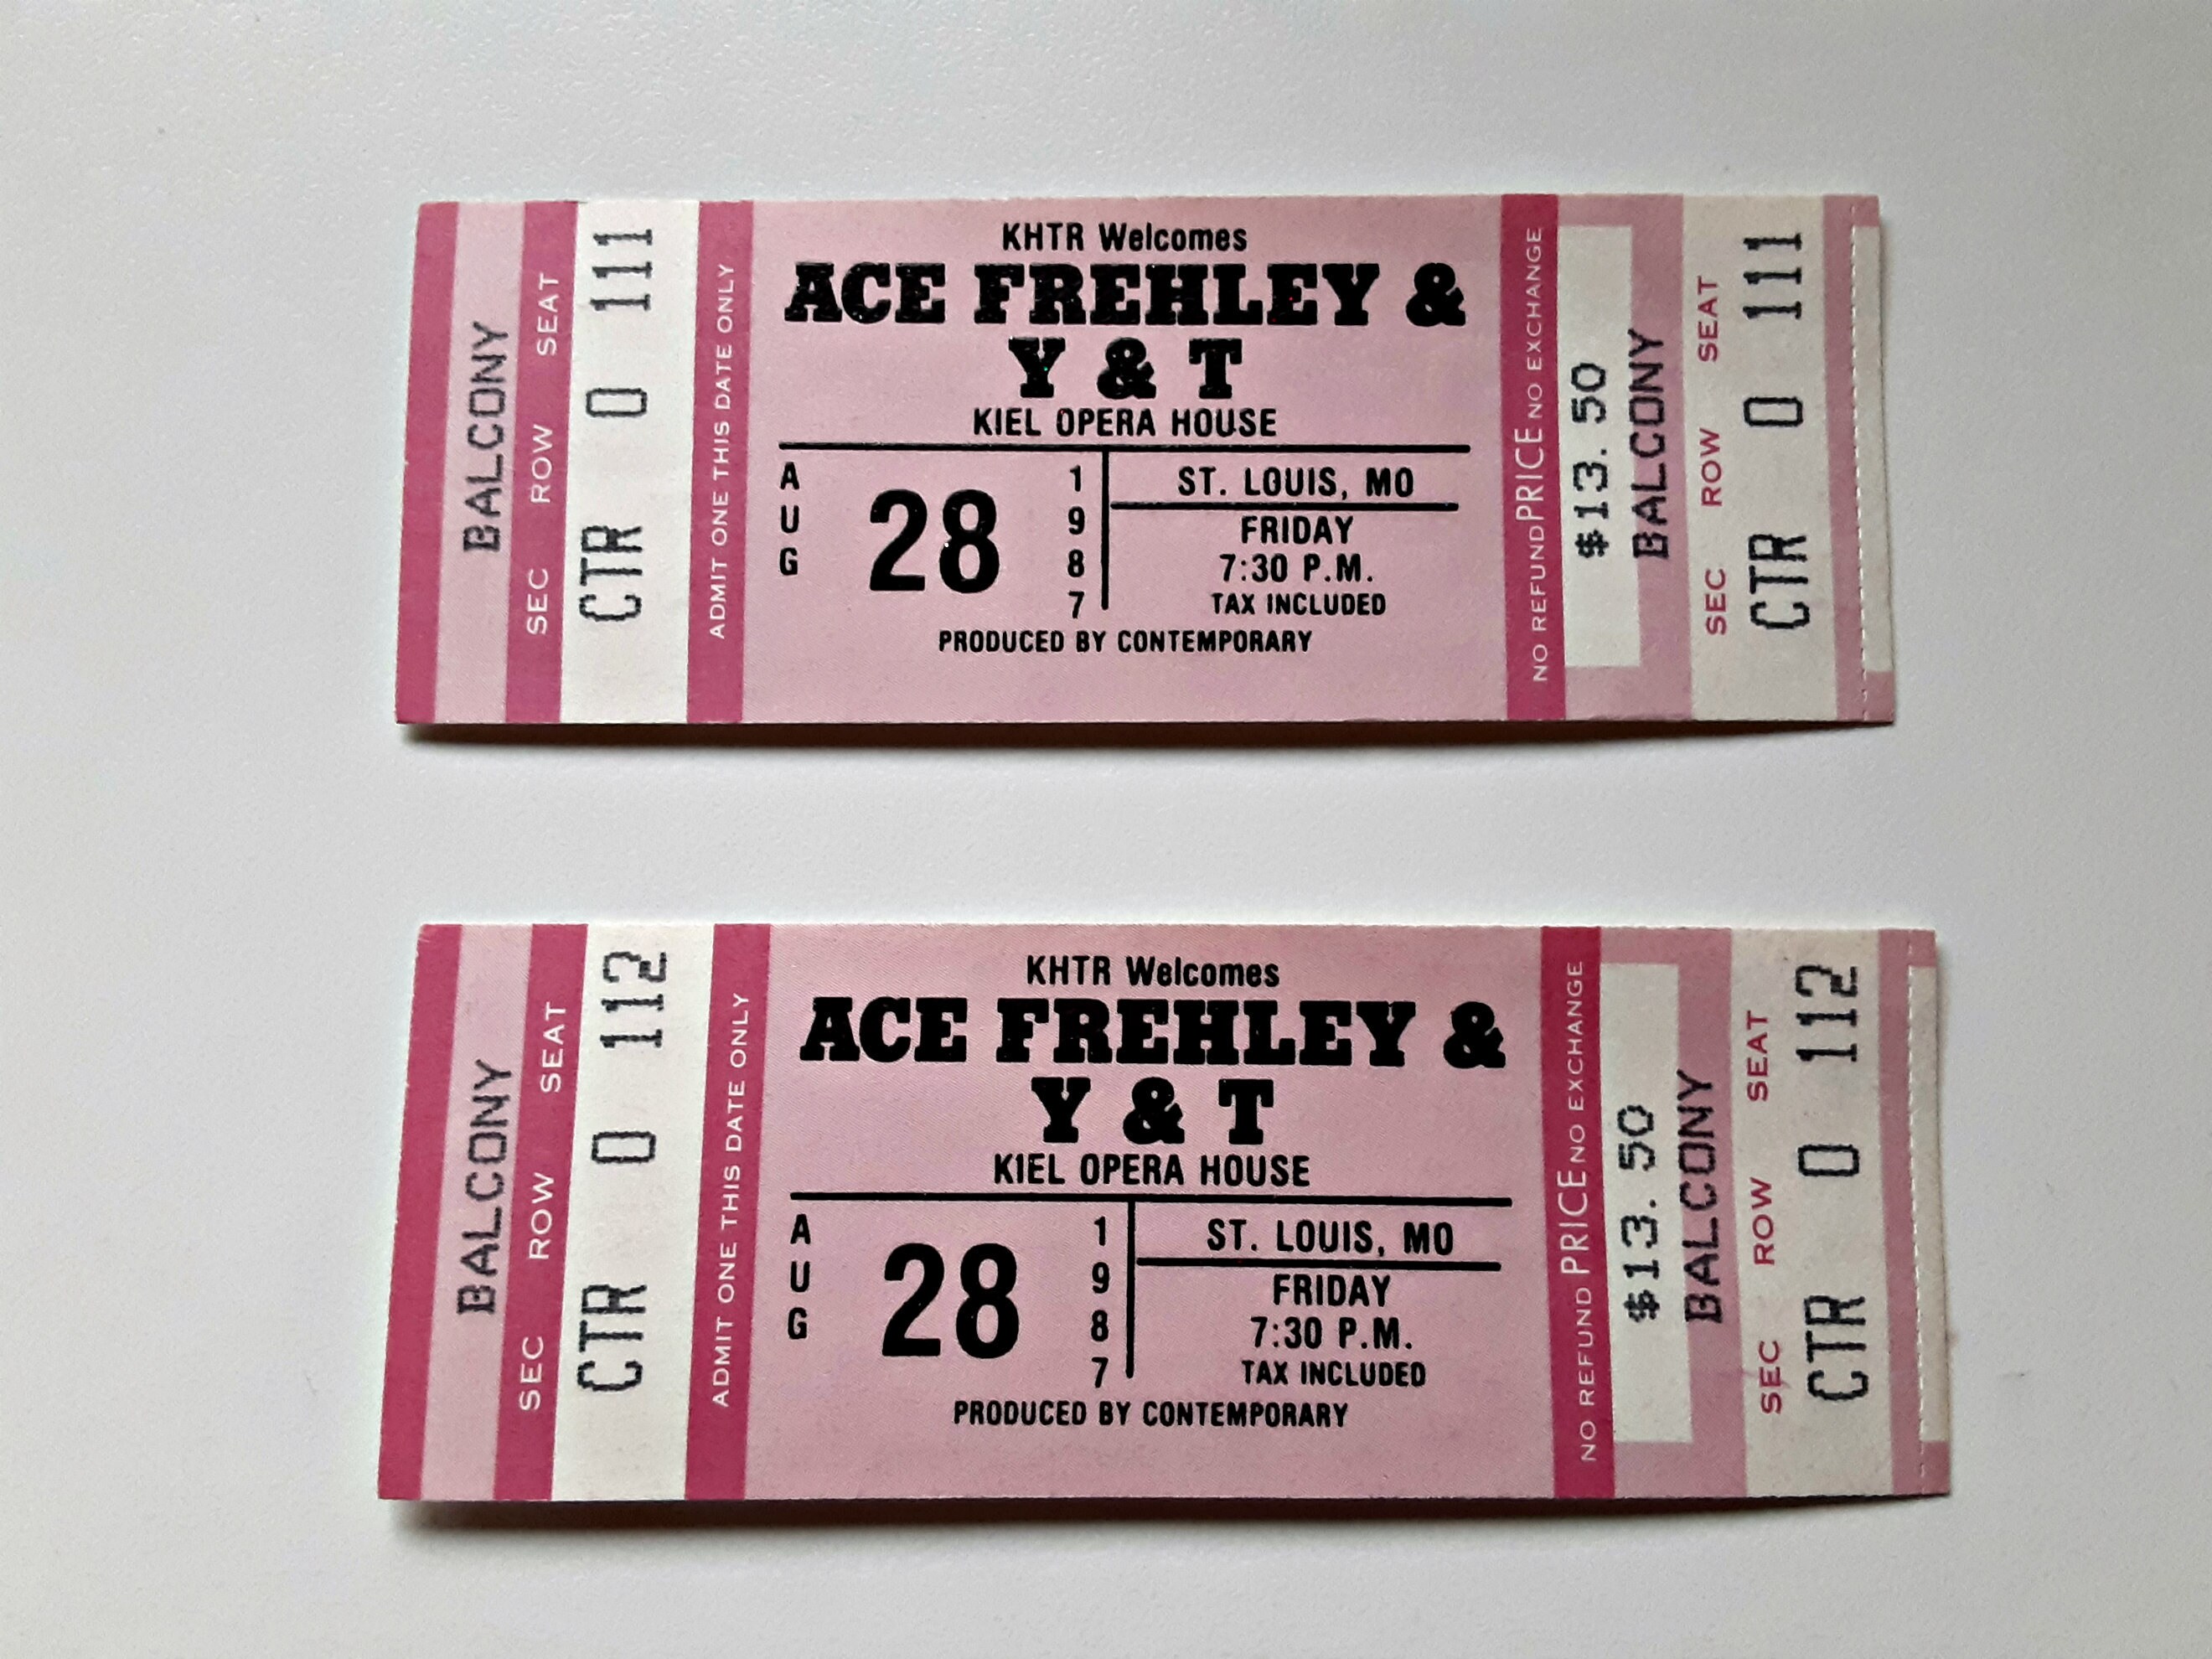 BALCONY
SEC ROW SEAT
CTR 0 111
ADMIT ONE THIS DATE ONLY
KHTR Welcomes
ACE FREHLEY &
Y & T
KIEL OPERA HOUSE
AUG 28 1987
ST. LOUIS, MO
FRIDAY
7:30 P.M.
TAX INCLUDED
PRODUCED BY CONTEMPORARY
NO REFUND PRICE NO EXCHANGE
$13.50
BALCONY
SEC ROW SEAT
CTR 0 111
BALCONY
SEC ROW SEAT
CTR 0 112
ADMIT ONE THIS DATE ONLY
KHTR Welcomes
ACE FREHLEY &
Y & T
KIEL OPERA HOUSE
AUG 28 1987
ST. LOUIS, MO
FRIDAY
7:30 P.M.
TAX INCLUDED
PRODUCED BY CONTEMPORARY
NO REFUND PRICE NO EXCHANGE
$13.50
BALCONY
SEC ROW SEAT
CTR 0 112